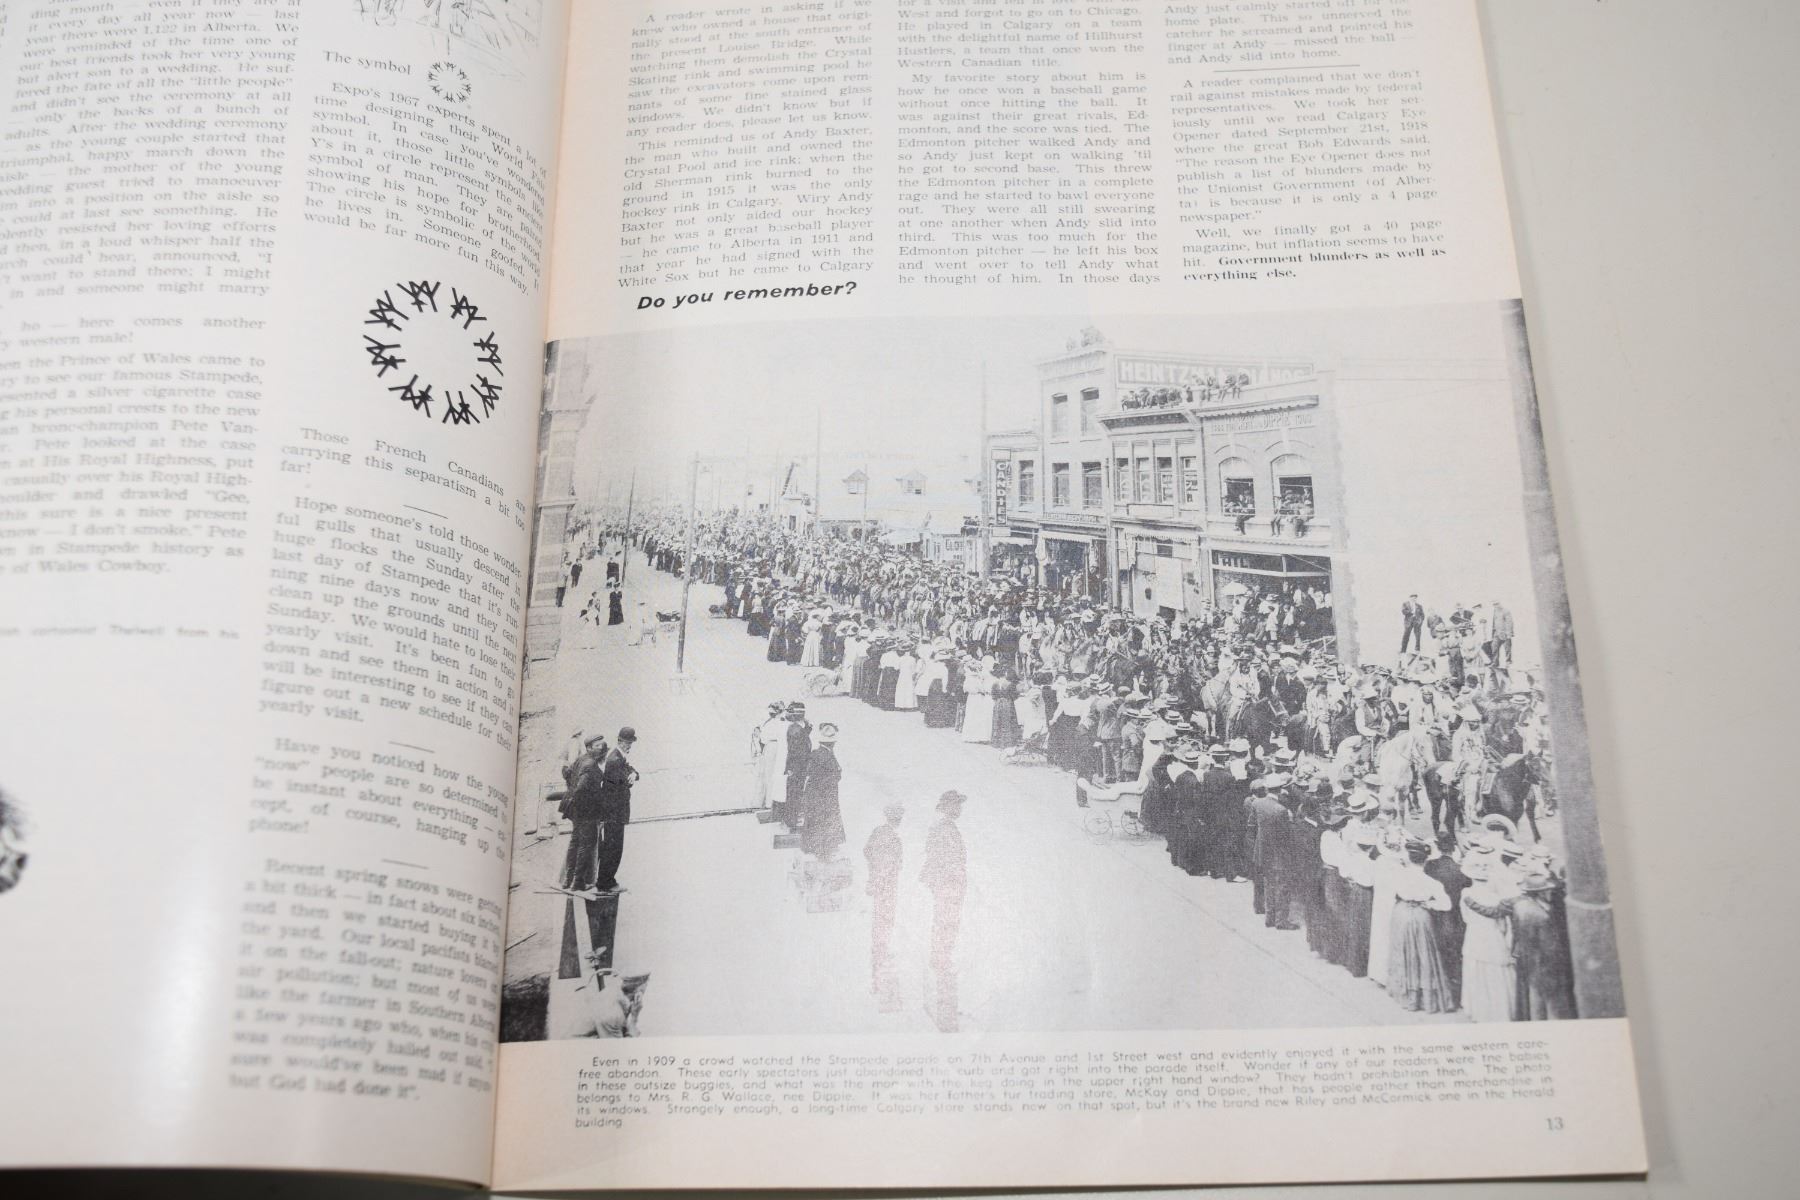 ding month — even if they are at
it every day all year now — last
year there were 1,122 in Alberta. We
were reminded of the time one of
our best friends took her very young
but alert son to a wedding. He suf-
fered the fate of all the "little people"
and didn't see the ceremony at all
— only the backs of a bunch of
adults. After the wedding ceremony
— as the young couple started that
triumphal, happy march down the
aisle — the mother of the young
wedding guest tried to manoeuver
him into a position on the aisle so
he could at last see something. He
violently resisted her loving efforts
d then, in a loud whisper half the
church could hear, announced, "I
't want to stand there; I might
in and someone might marry
ho — here comes another
y western male!
en the Prince of Wales came to
ry to see our famous Stampede,
esented a silver cigarette case
g his personal crests to the new
an bronc-champion Pete Van-
r. Pete looked at the case
n at His Royal Highness, put
casually over his Royal High-
houlder and drawled "Gee,
this sure is a nice present
know — I don't smoke." Pete
wn in Stampede history as
e of Wales Cowboy.
ish cartoonist Thelwell from his
The symbol
Expo's 1967 experts spent a lot of
time designing their World Fair
symbol. In case you've wondered
about it, those little symbols like
Y's in a circle represent the ancient
symbol of man. They are paired
showing his hope for brotherhood.
The circle is symbolic of the world
he lives in. Someone goofed. It
would be far more fun this way.
Those French Canadians are
carrying this separatism a bit too
far!
Hope someone's told those wonder-
ful gulls that usually descend in
huge flocks the Sunday after the
last day of Stampede that it's run
ning nine days now and they can't
clean up the grounds until the next
Sunday. We would hate to lose their
yearly visit. It's been fun to go
down and see them in action and it
will be interesting to see if they can
figure out a new schedule for their
yearly visit.
Have you noticed how the young
"now" people are so determined to
be instant about everything — ex-
cept, of course, hanging up the
phone!
Recent spring snows were getting
a bit thick — in fact about six inches
and then we started buying it by
the yard. Our local pacifists blamed
it on the fall-out; nature lovers on
air pollution; but most of us were
like the farmer in Southern Alberta
a few years ago who, when his crop
was completely hailed out said, "I
sure would've been mad if anyone
but God had done it".
A reader wrote in asking if we
know who owned a house that origi-
nally stood at the south entrance of
the present Louise Bridge. While
watching them demolish the Crystal
Skating rink and swimming pool he
saw the excavators come upon rem-
nants of some fine stained glass
windows. We didn't know but if
any reader does, please let us know.
This reminded us of Andy Baxter,
the man who built and owned the
Crystal Pool and ice rink; when the
old Sherman rink burned to the
ground in 1915 it was the only
hockey rink in Calgary. Wiry Andy
Baxter not only aided our hockey
but he was a great baseball player
— he came to Alberta in 1911 and
that year he had signed with the
White Sox but he came to Calgary
for a visit and fell in love with the
West and forgot to go on to Chicago.
He played in Calgary on a team
with the delightful name of Hillhurst
Hustlers, a team that once won the
Western Canadian title.
My favorite story about him is
how he once won a baseball game
without once hitting the ball. It
was against their great rivals, Ed-
monton, and the score was tied. The
Edmonton pitcher walked Andy and
so Andy just kept on walking 'til
he got to second base. This threw
the Edmonton pitcher in a complete
rage and he started to bawl everyone
out. They were all still swearing
at one another when Andy slid into
third. This was too much for the
Edmonton pitcher — he left his box
and went over to tell Andy what
he thought of him. In those days
Andy just calmly started off for the
home plate. This so unnerved the
catcher he screamed and pointed his
finger at Andy — missed the ball —
and Andy slid into home.
A reader complained that we don't
rail against mistakes made by federal
representatives. We took her ser-
iously until we read Calgary Eye
Opener dated September 21st, 1918
where the great Bob Edwards said,
"The reason the Eye Opener does not
publish a list of blunders made by
the Unionist Government (of Alber-
ta) is because it is only a 4 page
newspaper."
Well, we finally got a 40 page
magazine, but inflation seems to have
hit. Government blunders as well as
everything else.
Do you remember?
HEINTZMAN PIANOS
DIPPIE
CANDIES
Even in 1909 a crowd watched the Stampede parade on 7th Avenue and 1st Street west and evidently enjoyed it with the same western care-
free abandon. These early spectators just abandoned the curb and got right into the parade itself. Wonder if any of our readers were the babies
in these outsize buggies, and what was the man with the keg doing in the upper right hand window? They hadn't prohibition then. The photo
belongs to Mrs. R. G. Wallace, nee Dippie. It was her father's fur trading store, McKay and Dippie, that has people rather than merchandise in
its windows. Strangely enough, a long-time Calgary store stands now on that spot, but it's the brand new Riley and McCormick one in the Herald
building.
13